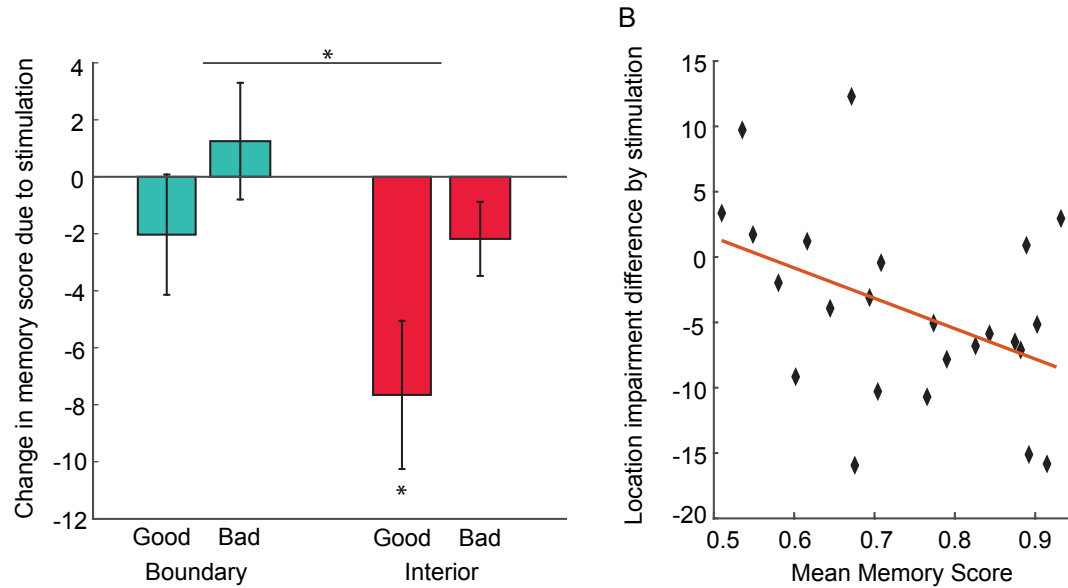 B
Change in memory score due to stimulation
4
2
0
-2
-4
-6
-8
-10
-12
*
*
Good Bad Good Bad
Boundary Interior
Location impairment difference by stimulation
15
10
5
0
-5
-10
-15
-20
0.5 0.6 0.7 0.8 0.9
Mean Memory Score